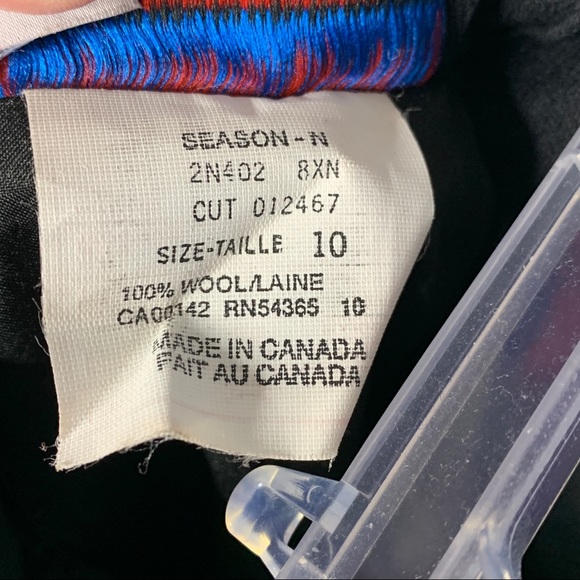 SEASON - N
2N402 8XN
CUT 012467
SIZE-TAILLE 10
100% WOOL/LAINE
CA00142 RN54365 10
MADE IN CANADA
FAIT AU CANADA